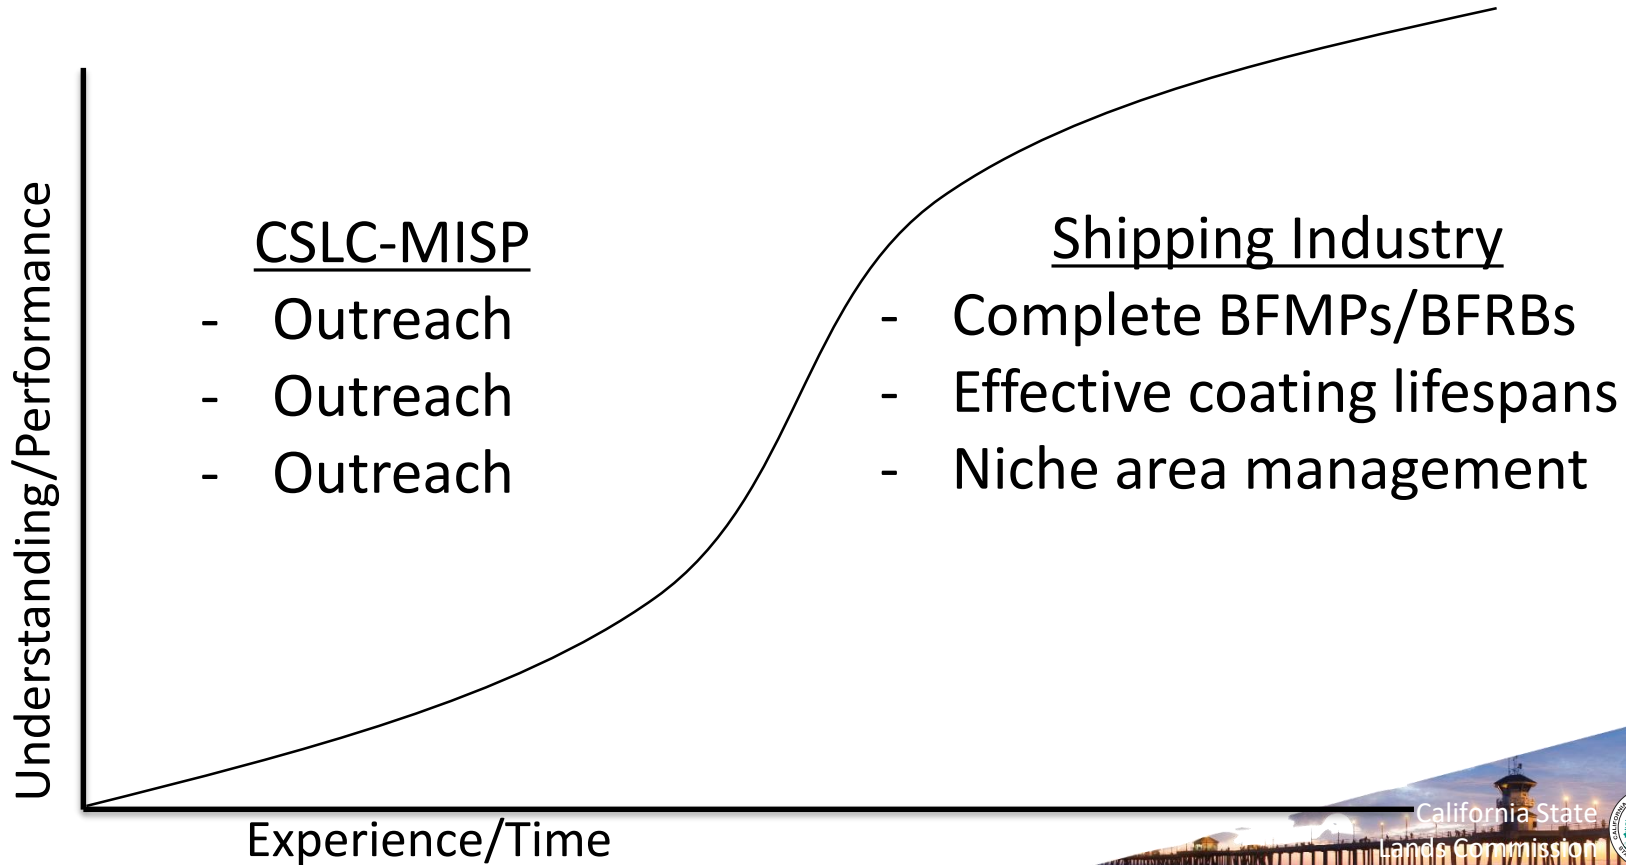 Understanding/Performance
CSLC-MISP
- Outreach
- Outreach
- Outreach
Shipping Industry
- Complete BFMPs/BFRBs
- Effective coating lifespans
- Niche area management
Experience/Time
California State
Lands Commission